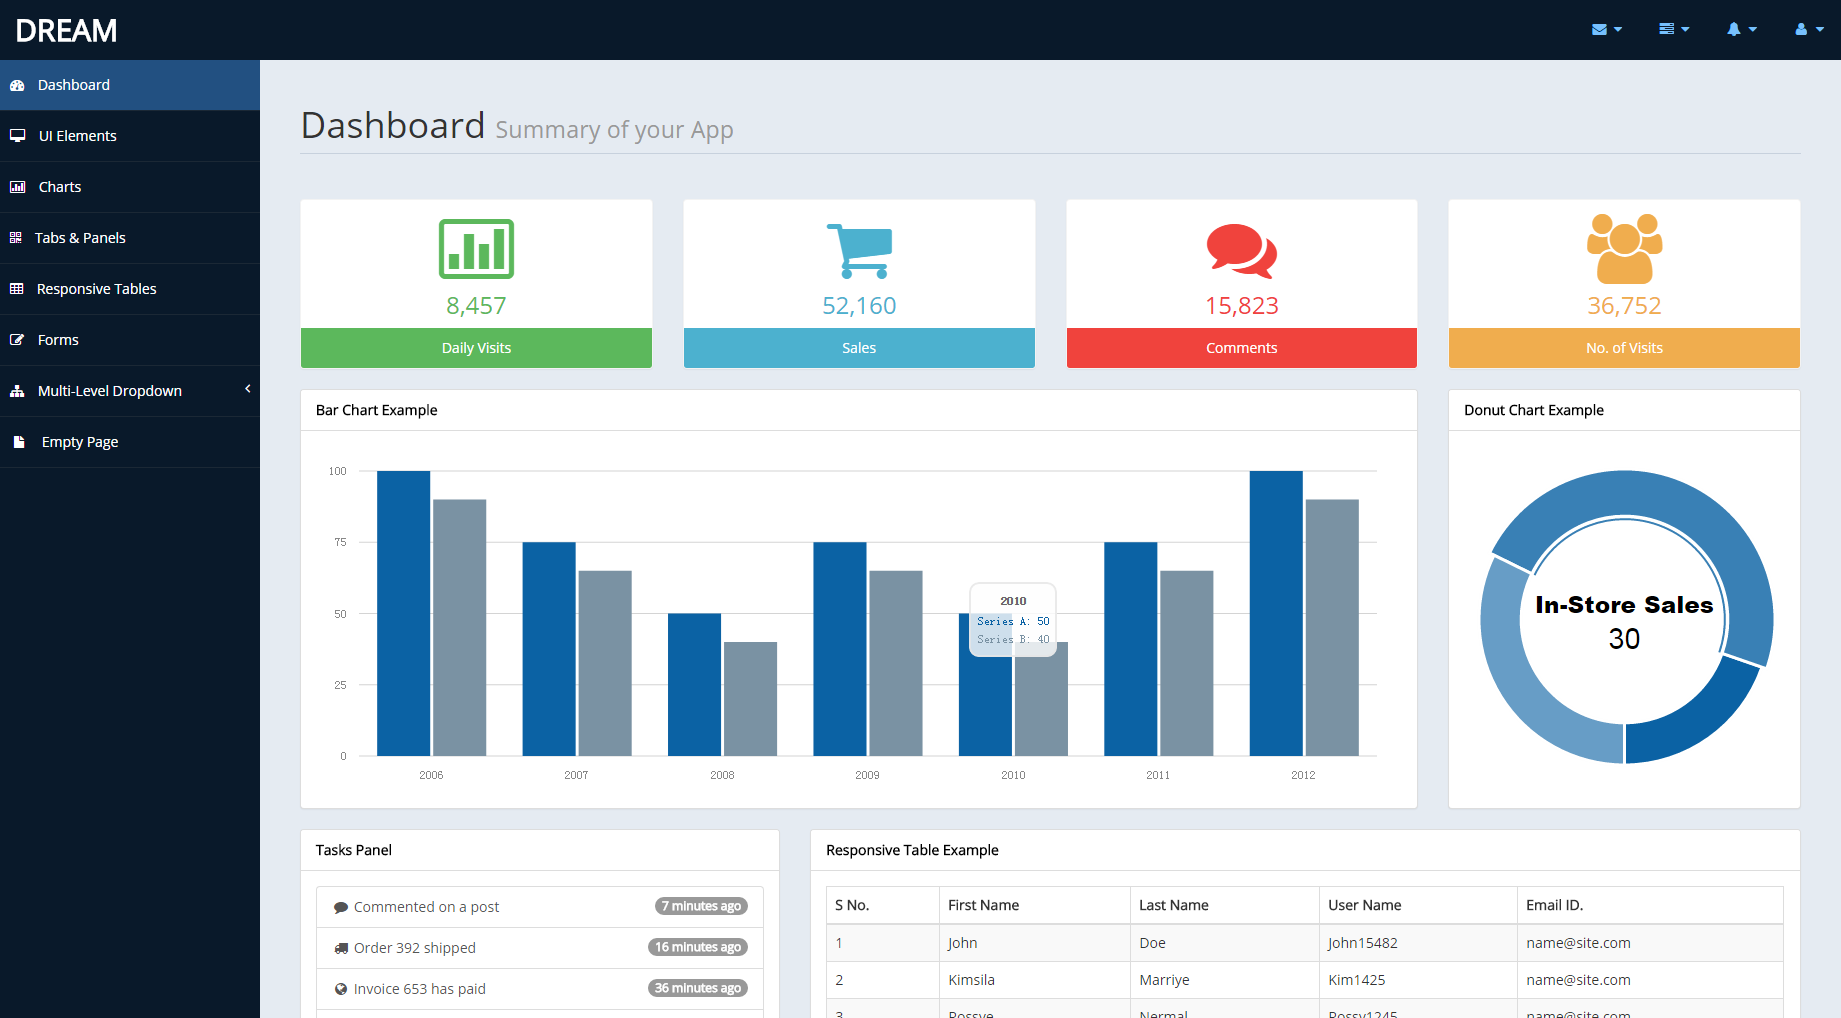 DREAM
Dashboard
UI Elements
Charts
Tabs & Panels
Responsive Tables
Forms
Multi-Level Dropdown
Empty Page
Dashboard Summary of your App
8,457
Daily Visits
52,160
Sales
15,823
Comments
36,752
No. of Visits
Bar Chart Example
100
75
50
25
0
2006 2007 2008 2009 2010 2011 2012
2010
Series A: 50
Series B: 40
Donut Chart Example
In-Store Sales
30
Tasks Panel
Commented on a post 7 minutes ago
Order 392 shipped 16 minutes ago
Invoice 653 has paid 36 minutes ago
Responsive Table Example
S No. First Name Last Name User Name Email ID.
1 John Doe John15482 name@site.com
2 Kimsila Marriye Kim1425 name@site.com
3 Rossye Nermal Rossy1245 name@site.com